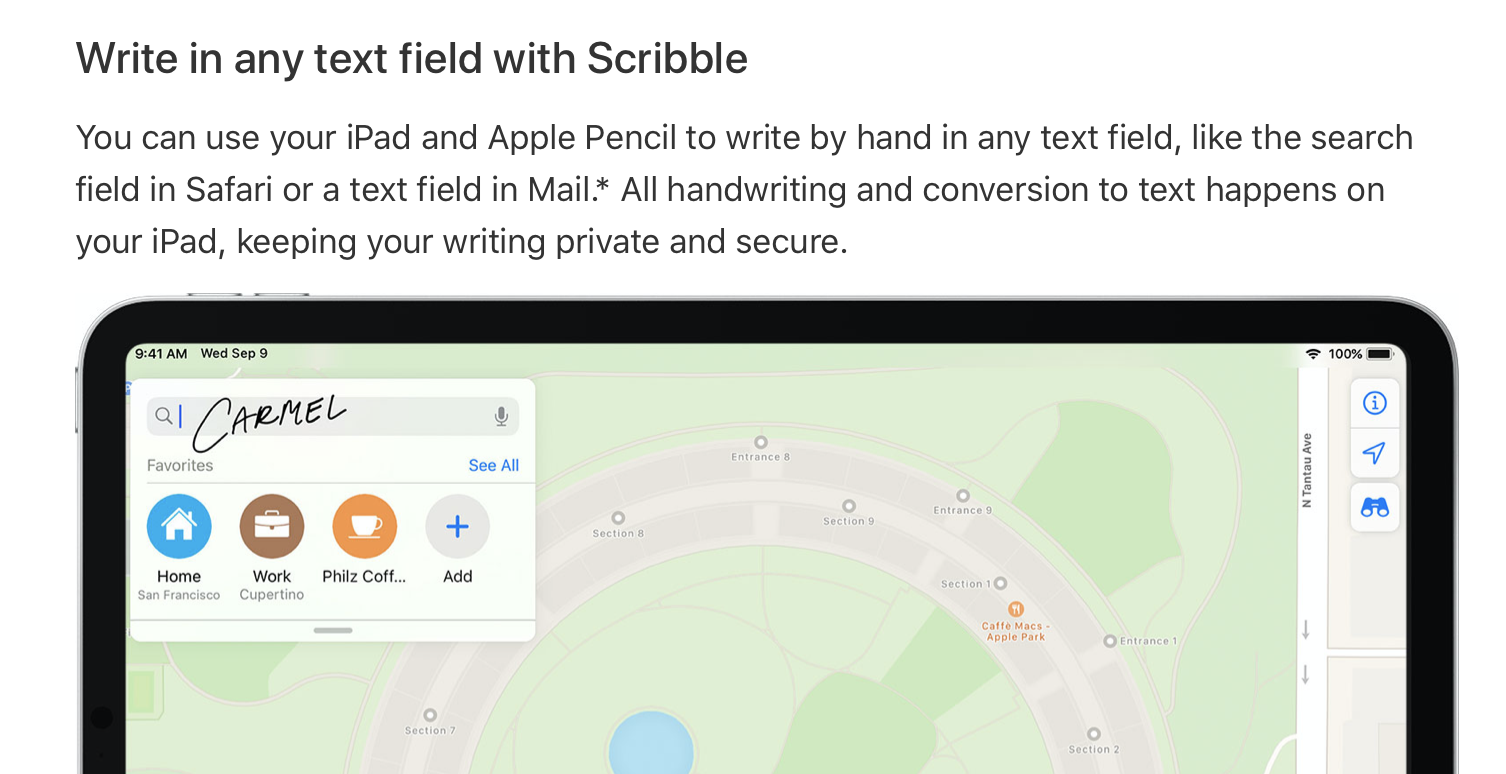 Write in any text field with Scribble
You can use your iPad and Apple Pencil to write by hand in any text field, like the search
field in Safari or a text field in Mail.* All handwriting and conversion to text happens on
your iPad, keeping your writing private and secure.
9:41 AM Wed Sep 9
100%
CARMEL
Favorites
See All
Home
San Francisco
Work
Cupertino
Philz Coff...
Add
Entrance 8
Section 8
Section 9
Entrance 9
N Tantau Ave
Section 1
Caffè Macs -
Apple Park
Entrance 1
Section 7
Section 2